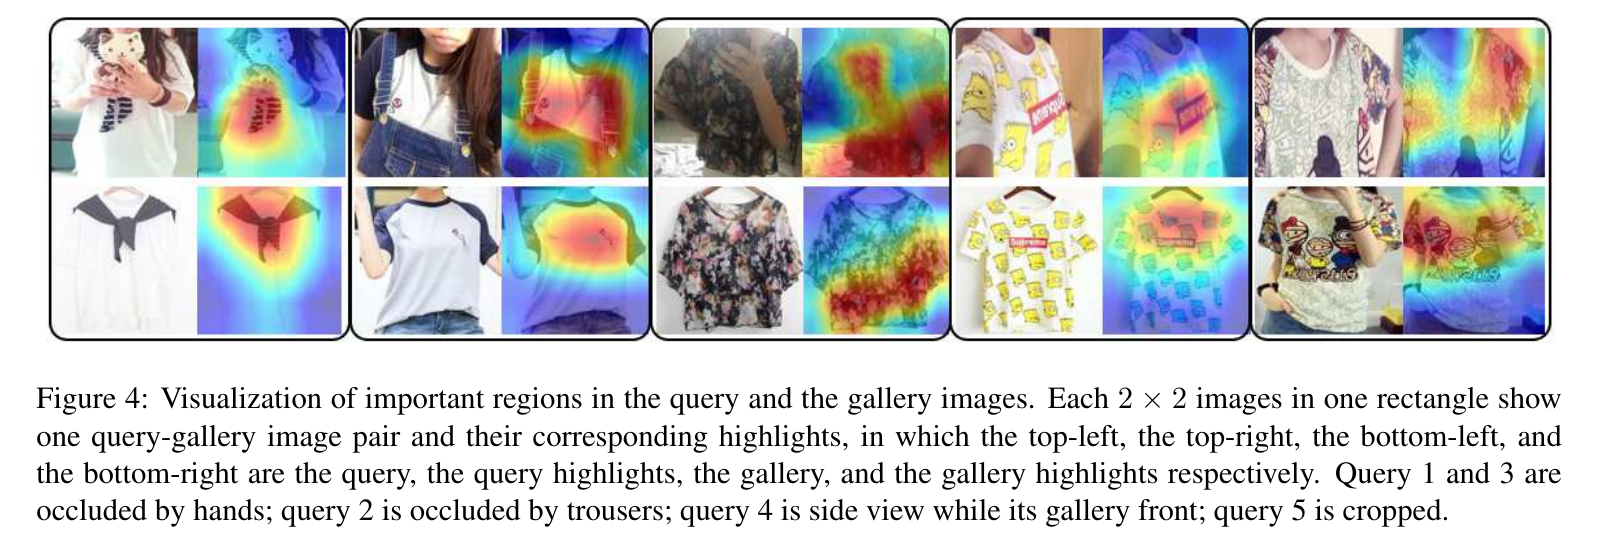 amerqu2
Supreme
Figure 4: Visualization of important regions in the query and the gallery images. Each 2 × 2 images in one rectangle show
one query-gallery image pair and their corresponding highlights, in which the top-left, the top-right, the bottom-left, and
the bottom-right are the query, the query highlights, the gallery, and the gallery highlights respectively. Query 1 and 3 are
occluded by hands; query 2 is occluded by trousers; query 4 is side view while its gallery front; query 5 is cropped.